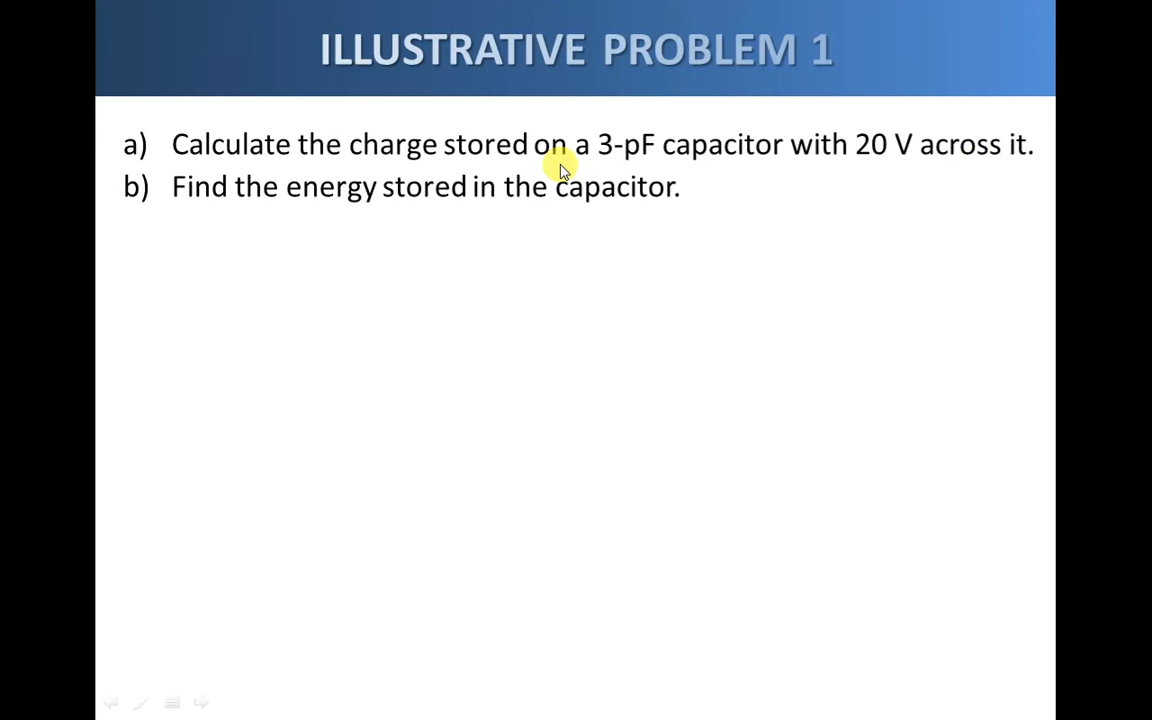 ILLUSTRATIVE PROBLEM 1
a) Calculate the charge stored on a 3-pF capacitor with 20 V across it.
b) Find the energy stored in the capacitor.